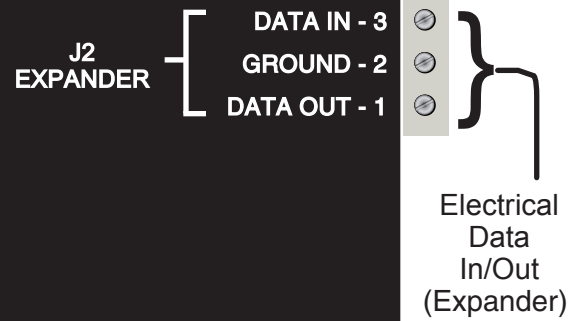 J2
EXPANDER
DATA IN - 3
GROUND - 2
DATA OUT - 1
Electrical
Data
In/Out
(Expander)